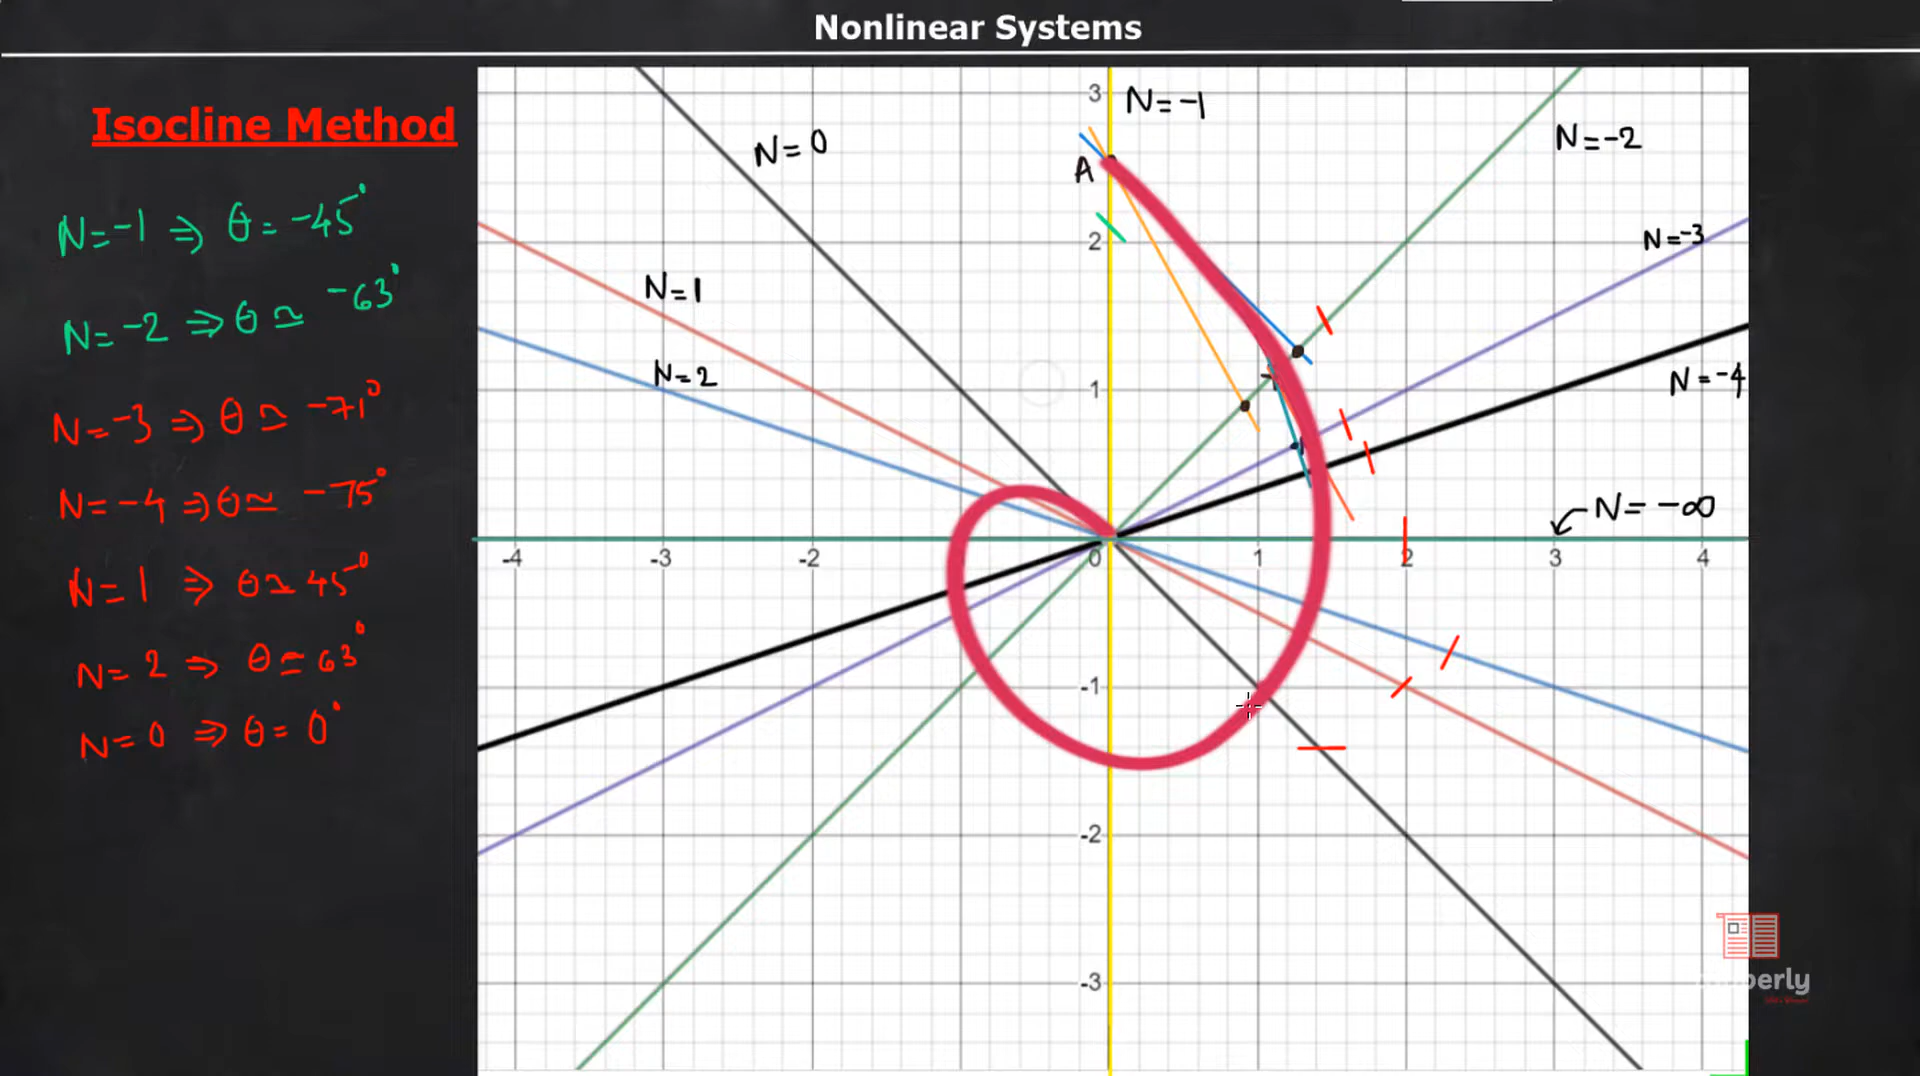 Nonlinear Systems
Isocline Method
N=-1 ⇒ θ= -45°
N= -2 ⇒ θ ≃ -63°
N= -3 ⇒ θ ≃ -71°
N= -4 ⇒ θ ≃ -75°
N= 1 ⇒ θ ≃ 45°
N= 2 ⇒ θ ≃ 63°
N= 0 ⇒ θ = 0°
3
N= -1
N= 0
N= -2
A
2
N= -3
N= 1
N= 2
1
N= -4
N= -∞
-4
-3
-2
0
1
2
3
4
-1
-2
-3